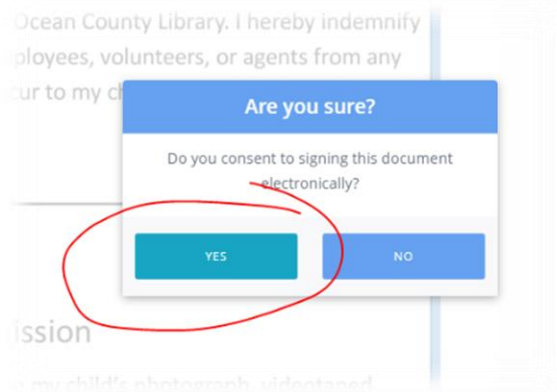 Ocean County Library. I hereby indemnify
ployees, volunteers, or agents from any
cur to my
Are you sure?
Do you consent to signing this document
electronically?
YES
NO
ission
my child's photograph, videotaped